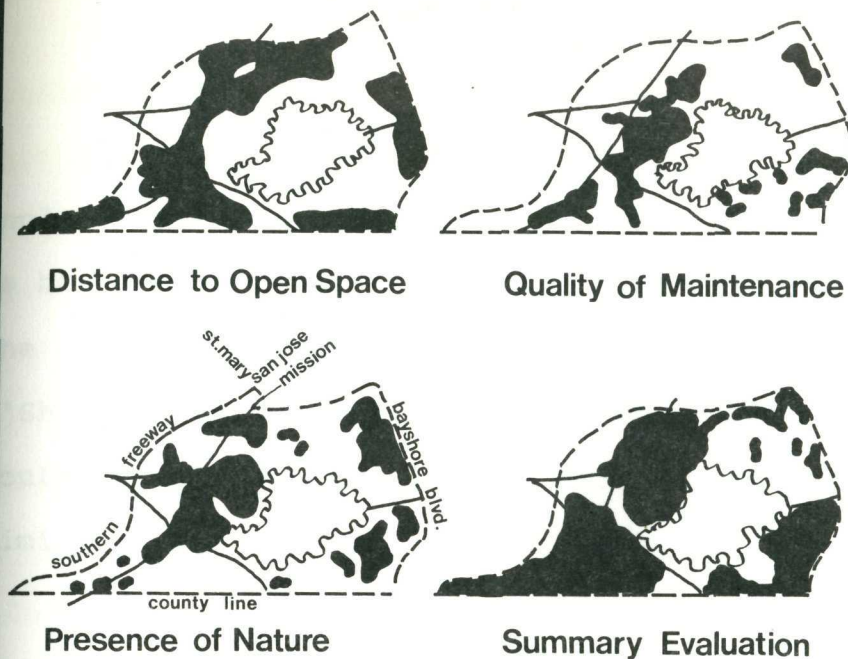 Distance to Open Space
Quality of Maintenance
st.mary
san jose
mission
freeway
bayshore blvd.
southern
county line
Presence of Nature
Summary Evaluation